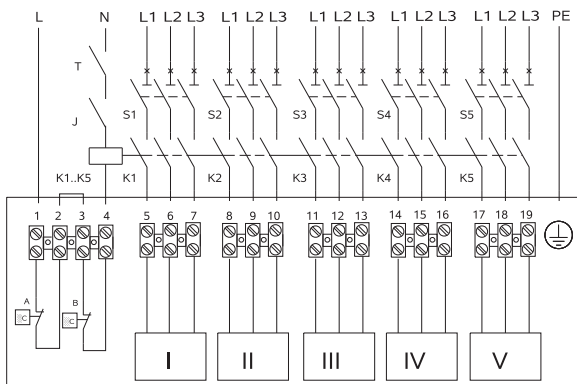 L N L1 L2 L3 L1 L2 L3 L1 L2 L3 L1 L2 L3 L1 L2 L3 PE
T
S1 S2 S3 S4 S5
J
K1..K5 K1 K2 K3 K4 K5
1 2 3 4 5 6 7 8 9 10 11 12 13 14 15 16 17 18 19
A B
C C
I II III IV V